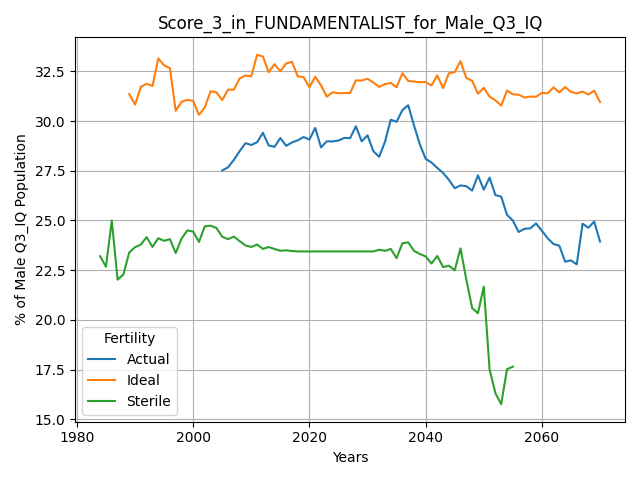 Score_3_in_FUNDAMENTALIST_for_Male_Q3_IQ
% of Male Q3_IQ Population
32.5
30.0
27.5
25.0
22.5
20.0
17.5
15.0
Fertility
Actual
Ideal
Sterile
1980 2000 2020 2040 2060
Years